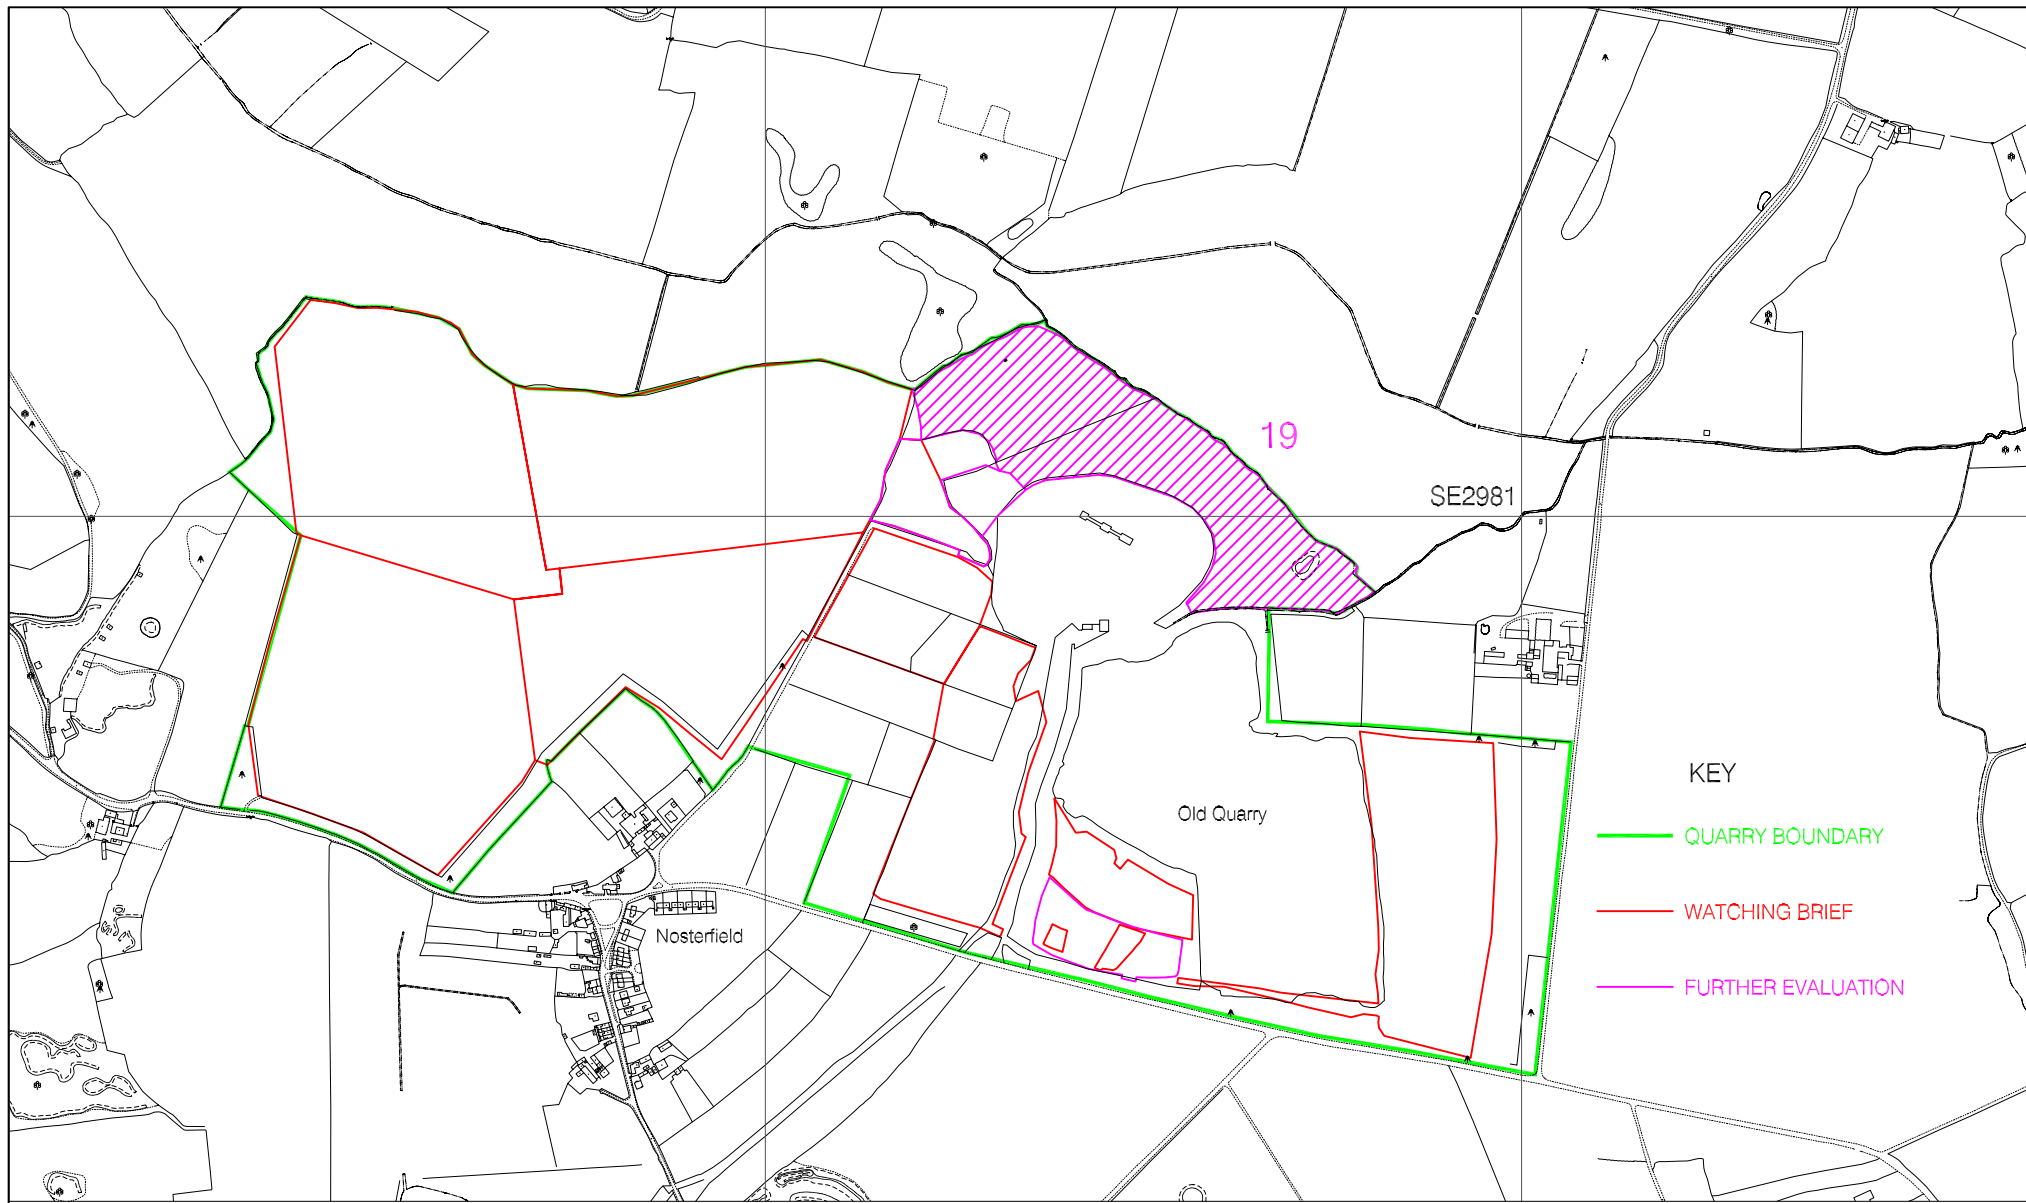 19
SE2981
KEY
Old Quarry
QUARRY BOUNDARY
WATCHING BRIEF
Nosterfield
FURTHER EVALUATION